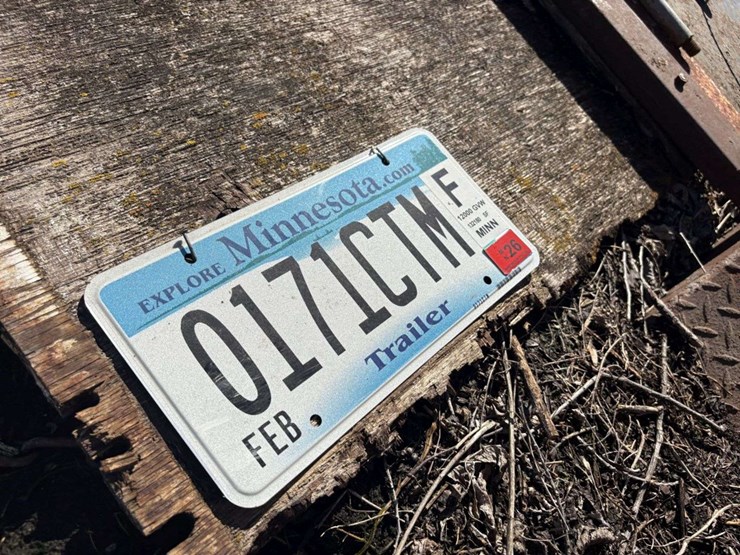 EXPLORE Minnesota.com
0171CTM
F
12000 GVW
MINN
26
FEB
Trailer